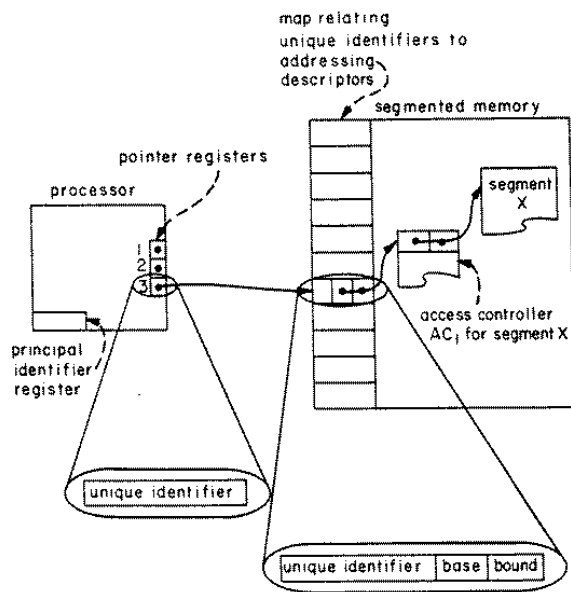 map relating
unique identifiers to
addressing
descriptors
segmented memory
pointer registers
processor
segment
X
1
2
3
access controller
AC₁ for segment X
principal
identifier
register
unique identifier
unique identifier base bound